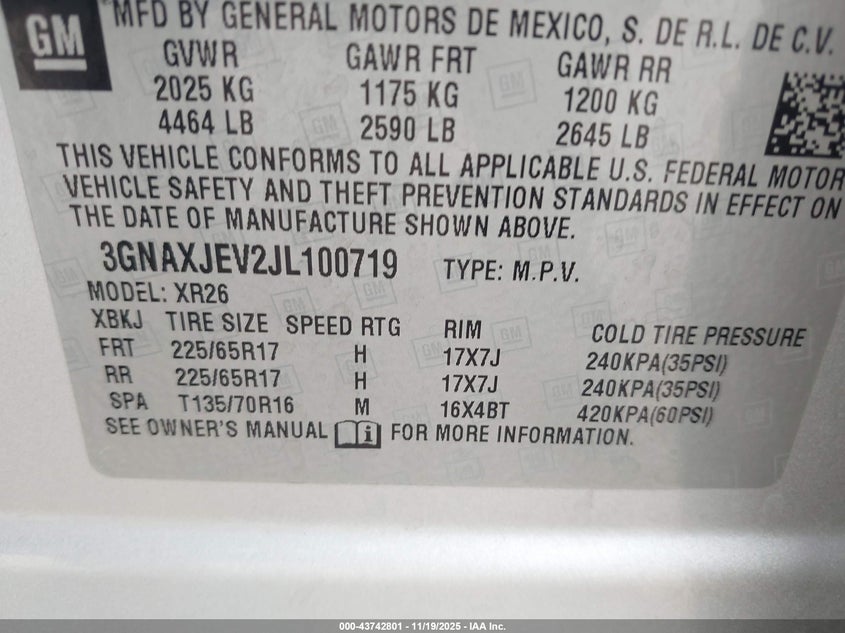 GM
MFD BY GENERAL MOTORS DE MEXICO, S. DE R.L. DE C.V.
GVWR GAWR FRT GAWR RR
2025 KG 1175 KG 1200 KG
4464 LB 2590 LB 2645 LB
THIS VEHICLE CONFORMS TO ALL APPLICABLE U.S. FEDERAL MOTOR
VEHICLE SAFETY AND THEFT PREVENTION STANDARDS IN EFFECT ON
THE DATE OF MANUFACTURE SHOWN ABOVE.
3GNAXJEV2JL100719 TYPE: M.P.V.
MODEL: XR26
XBKJ TIRE SIZE SPEED RTG RIM COLD TIRE PRESSURE
FRT 225/65R17 H 17X7J 240KPA(35PSI)
RR 225/65R17 H 17X7J 240KPA(35PSI)
SPA T135/70R16 M 16X4BT 420KPA(60PSI)
SEE OWNER'S MANUAL FOR MORE INFORMATION.
000-43742801 - 11/19/2025 - IAA Inc.